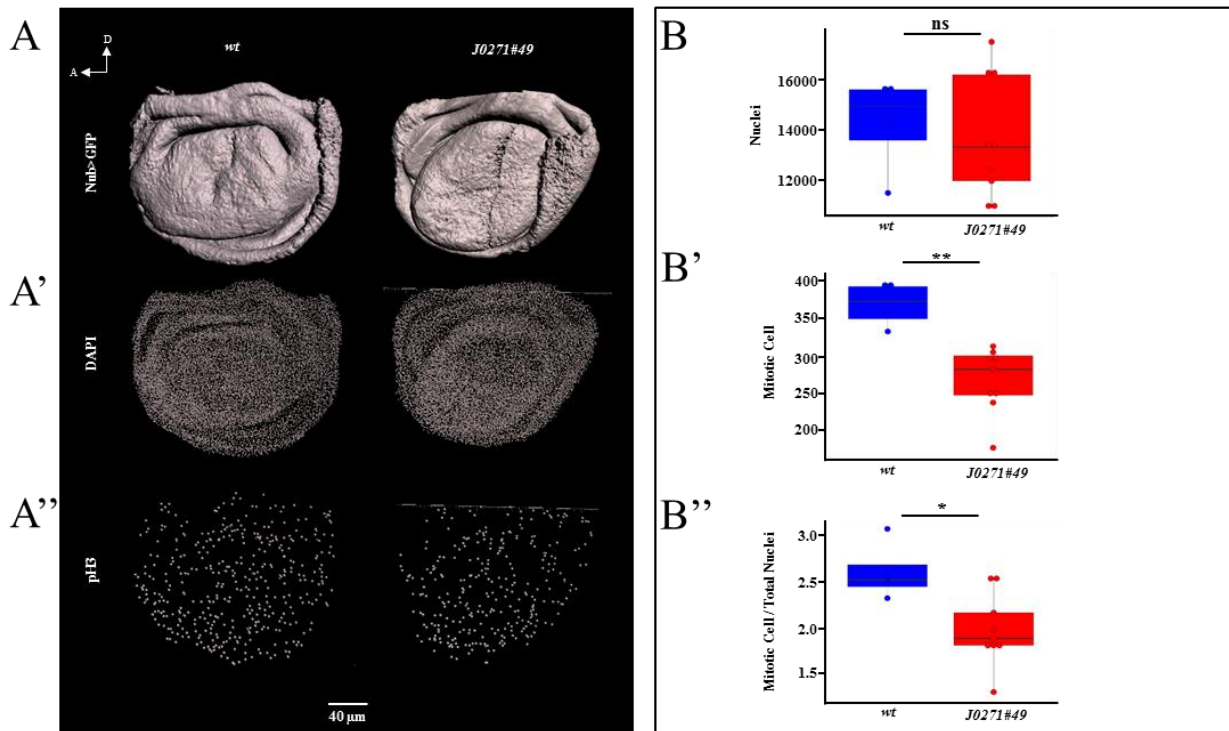 A
wt
J0271#49
D
A
Nub>GFP
A’
DAPI
A’’
pH3
40 µm
B
ns
Nuclei
16000
14000
12000
wt
J0271#49
B’
**
Mitotic Cell
400
350
300
250
200
wt
J0271#49
B’’
*
Mitotic Cell / Total Nuclei
3.0
2.5
2.0
1.5
wt
J0271#49